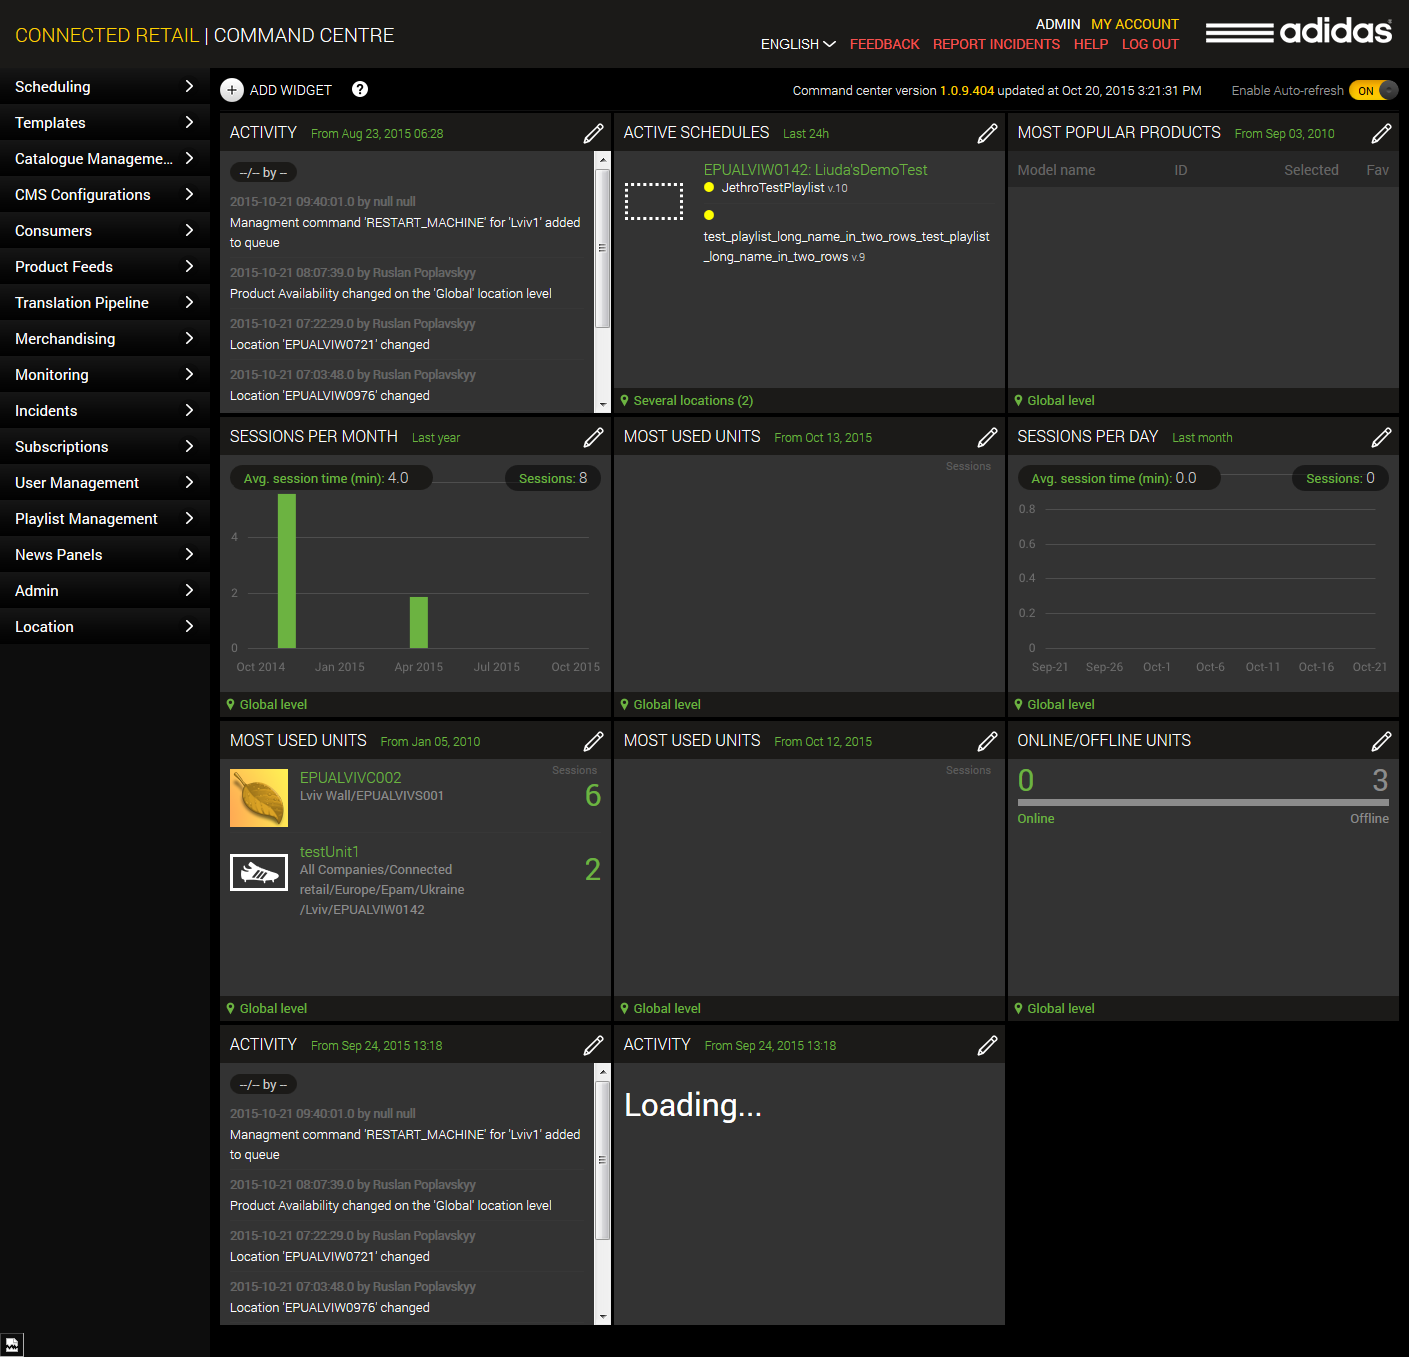 CONNECTED RETAIL | COMMAND CENTRE
ADMIN MY ACCOUNT
ENGLISH FEEDBACK REPORT INCIDENTS HELP LOG OUT
adidas
Scheduling
Templates
Catalogue Manageme...
CMS Configurations
Consumers
Product Feeds
Translation Pipeline
Merchandising
Monitoring
Incidents
Subscriptions
User Management
Playlist Management
News Panels
Admin
Location
+ ADD WIDGET ?
Command center version 1.0.9.404 updated at Oct 20, 2015 3:21:31 PM Enable Auto-refresh ON
ACTIVITY From Aug 23, 2015 06:28
--/-- by --
2015-10-21 09:40:01.0 by null null
Managment command 'RESTART_MACHINE' for 'Lviv1' added
to queue
2015-10-21 08:07:39.0 by Ruslan Poplavskyy
Product Availability changed on the 'Global' location level
2015-10-21 07:22:29.0 by Ruslan Poplavskyy
Location 'EPUALVIW0721' changed
2015-10-21 07:03:48.0 by Ruslan Poplavskyy
Location 'EPUALVIW0976' changed
ACTIVE SCHEDULES Last 24h
EPUALVIW0142: Liuda'sDemoTest
JethroTestPlaylist v.10
test_playlist_long_name_in_two_rows_test_playlist
_long_name_in_two_rows v.9
Several locations (2)
MOST POPULAR PRODUCTS From Sep 03, 2010
Model name ID Selected Fav
Global level
SESSIONS PER MONTH Last year
Avg. session time (min): 4.0 Sessions: 8
4
2
0
Oct 2014 Jan 2015 Apr 2015 Jul 2015 Oct 2015
Global level
MOST USED UNITS From Oct 13, 2015
Sessions
Global level
SESSIONS PER DAY Last month
Avg. session time (min): 0.0 Sessions: 0
0.8
0.6
0.4
0.2
0
Sep-21 Sep-26 Oct-1 Oct-6 Oct-11 Oct-16 Oct-21
Global level
MOST USED UNITS From Jan 05, 2010
Sessions
EPUALVIVC002
Lviv Wall/EPUALVIVS001
6
testUnit1
All Companies/Connected
retail/Europe/Epam/Ukraine
/Lviv/EPUALVIW0142
2
Global level
MOST USED UNITS From Oct 12, 2015
Sessions
Global level
ONLINE/OFFLINE UNITS
0 3
Online Offline
Global level
ACTIVITY From Sep 24, 2015 13:18
--/-- by --
2015-10-21 09:40:01.0 by null null
Managment command 'RESTART_MACHINE' for 'Lviv1' added
to queue
2015-10-21 08:07:39.0 by Ruslan Poplavskyy
Product Availability changed on the 'Global' location level
2015-10-21 07:22:29.0 by Ruslan Poplavskyy
Location 'EPUALVIW0721' changed
2015-10-21 07:03:48.0 by Ruslan Poplavskyy
Location 'EPUALVIW0976' changed
ACTIVITY From Sep 24, 2015 13:18
Loading...